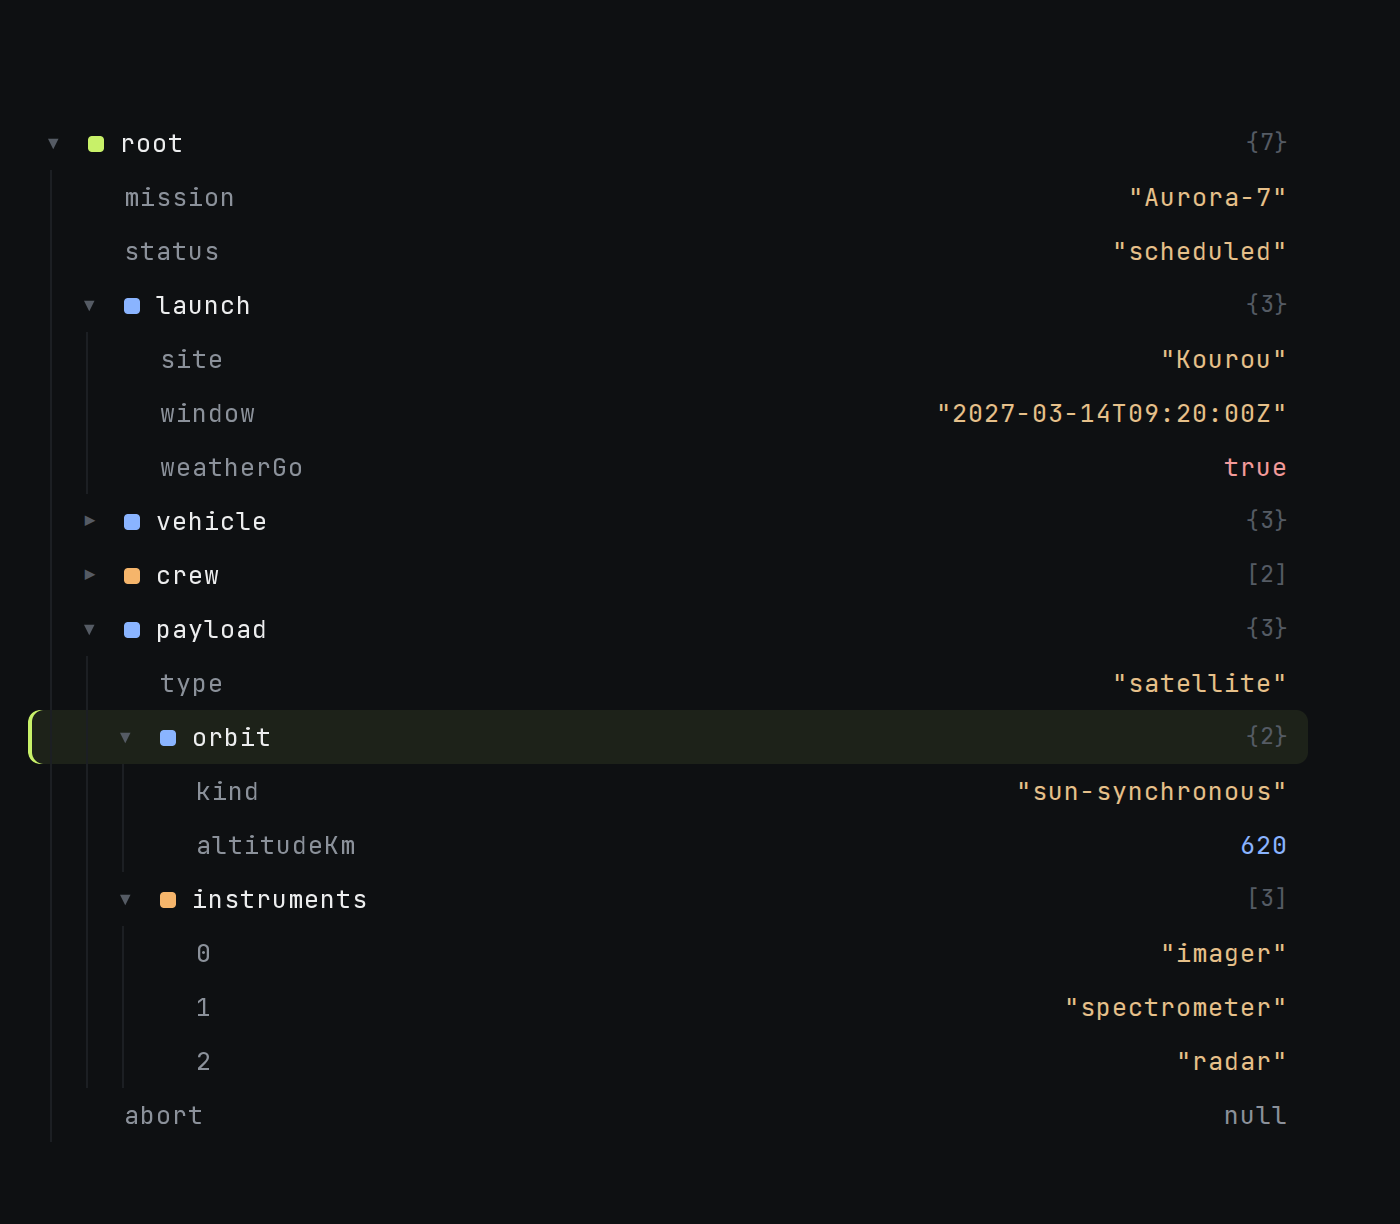 root {7}
mission "Aurora-7"
status "scheduled"
launch {3}
site "Kourou"
window "2027-03-14T09:20:00Z"
weatherGo true
vehicle {3}
crew [2]
payload {3}
type "satellite"
orbit {2}
kind "sun-synchronous"
altitudeKm 620
instruments [3]
0 "imager"
1 "spectrometer"
2 "radar"
abort null